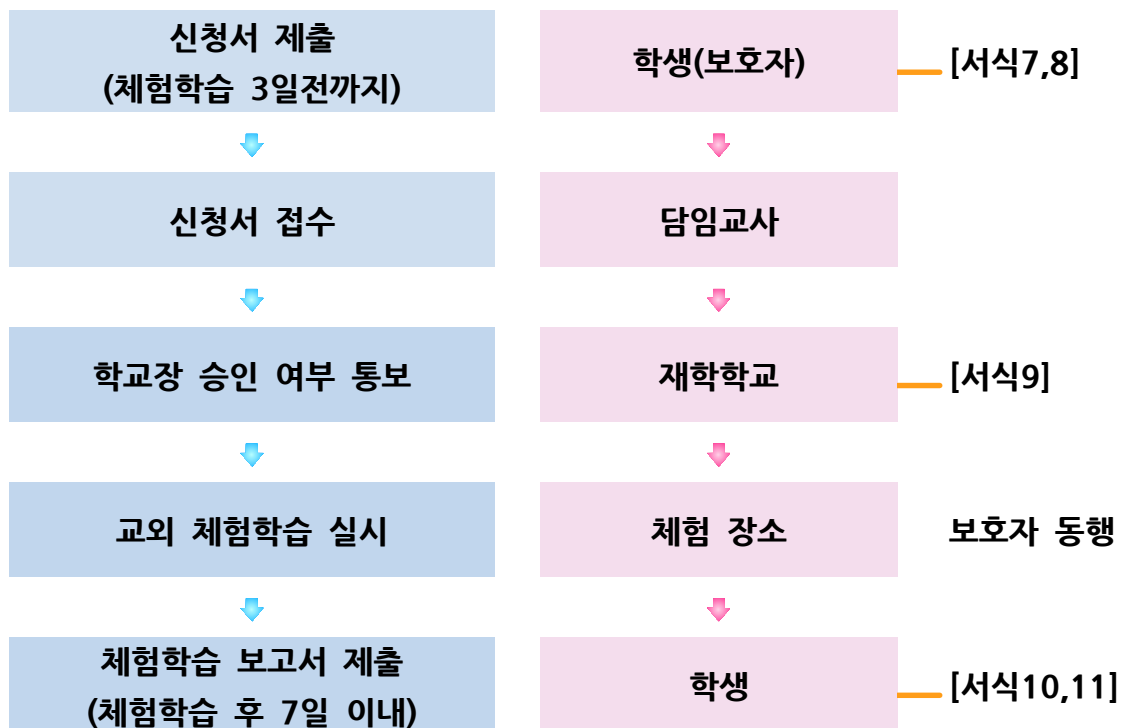 신청서 제출
(체험학습 3일전까지)
학생(보호자)
[서식7,8]
신청서 접수
담임교사
학교장 승인 여부 통보
재학학교
[서식9]
교외 체험학습 실시
체험 장소
보호자 동행
체험학습 보고서 제출
(체험학습 후 7일 이내)
학생
[서식10,11]